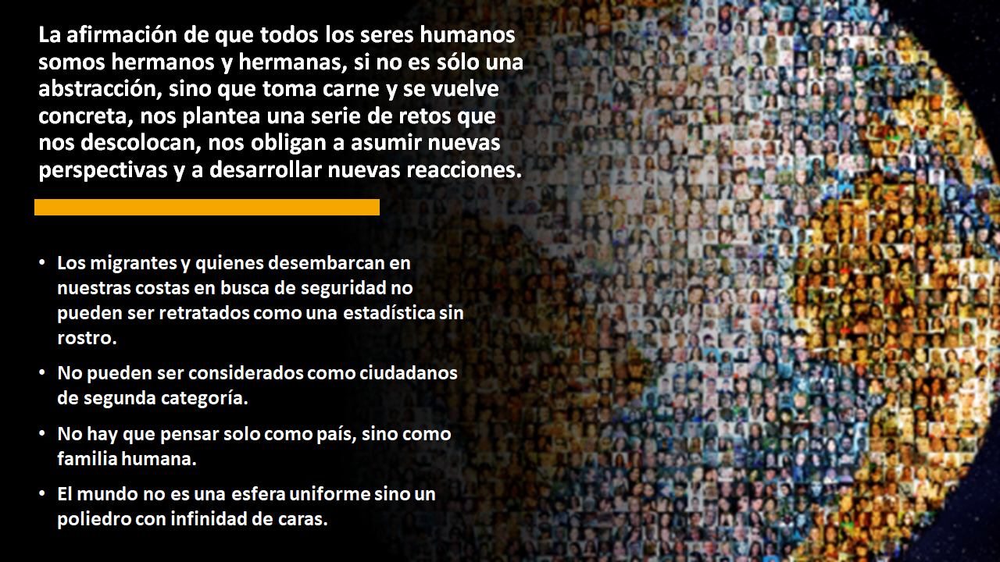 La afirmación de que todos los seres humanos
somos hermanos y hermanas, si no es sólo una
abstracción, sino que toma carne y se vuelve
concreta, nos plantea una serie de retos que
nos descolocan, nos obligan a asumir nuevas
perspectivas y a desarrollar nuevas reacciones.
• Los migrantes y quienes desembarcan en
nuestras costas en busca de seguridad no
pueden ser retratados como una estadística sin
rostro.
• No pueden ser considerados como ciudadanos
de segunda categoría.
• No hay que pensar solo como país, sino como
familia humana.
• El mundo no es una esfera uniforme sino un
poliedro con infinidad de caras.